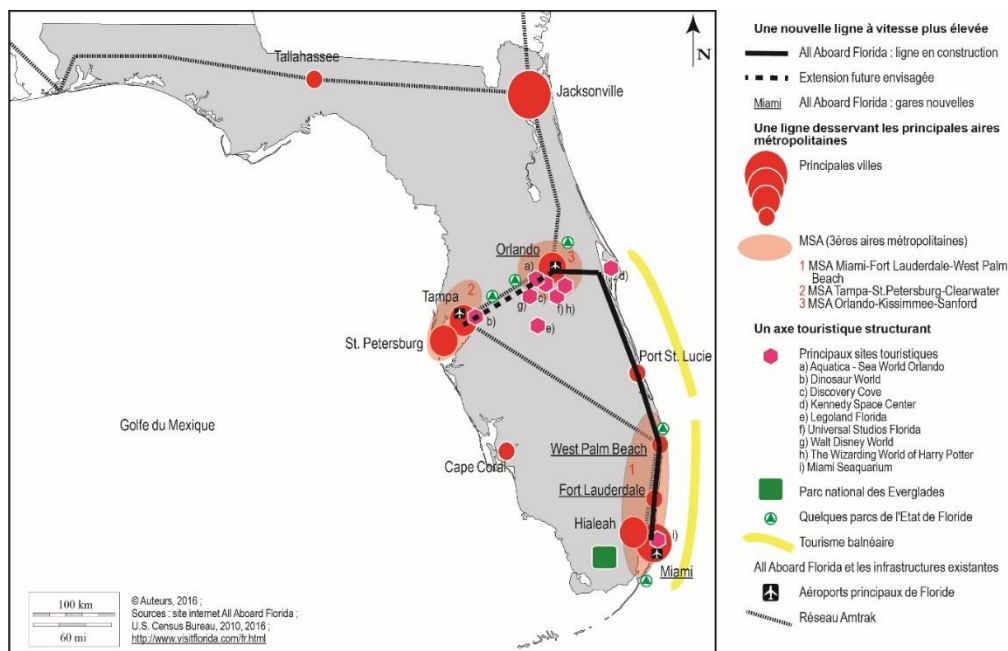 Tallahassee
Jacksonville
N
Orlando
3
a)
d)
c)
g)
f)
h)
e)
2
Tampa
b)
St. Petersburg
Port St. Lucie
Golfe du Mexique
West Palm Beach
Cape Coral
1
Fort Lauderdale
Hialeah
i)
Miami
100 km
60 mi
© Auteurs, 2016 ;
Sources : site internet All Aboard Florida ;
U.S. Census Bureau, 2010, 2016 ;
http://www.visitflorida.com/fr.html
Une nouvelle ligne à vitesse plus élevée
All Aboard Florida : ligne en construction
Extension future envisagée
Miami All Aboard Florida : gares nouvelles
Une ligne desservant les principales aires
métropolitaines
Principales villes
MSA (3ères aires métropolitaines)
1 MSA Miami-Fort Lauderdale-West Palm
Beach
2 MSA Tampa-St.Petersburg-Clearwater
3 MSA Orlando-Kissimmee-Sanford
Un axe touristique structurant
Principaux sites touristiques
a) Aquatica - Sea World Orlando
b) Dinosaur World
c) Discovery Cove
d) Kennedy Space Center
e) Legoland Florida
f) Universal Studios Florida
g) Walt Disney World
h) The Wizarding World of Harry Potter
i) Miami Seaquarium
Parc national des Everglades
Quelques parcs de l'Etat de Floride
Tourisme balnéaire
All Aboard Florida et les infrastructures existantes
Aéroports principaux de Floride
Réseau Amtrak